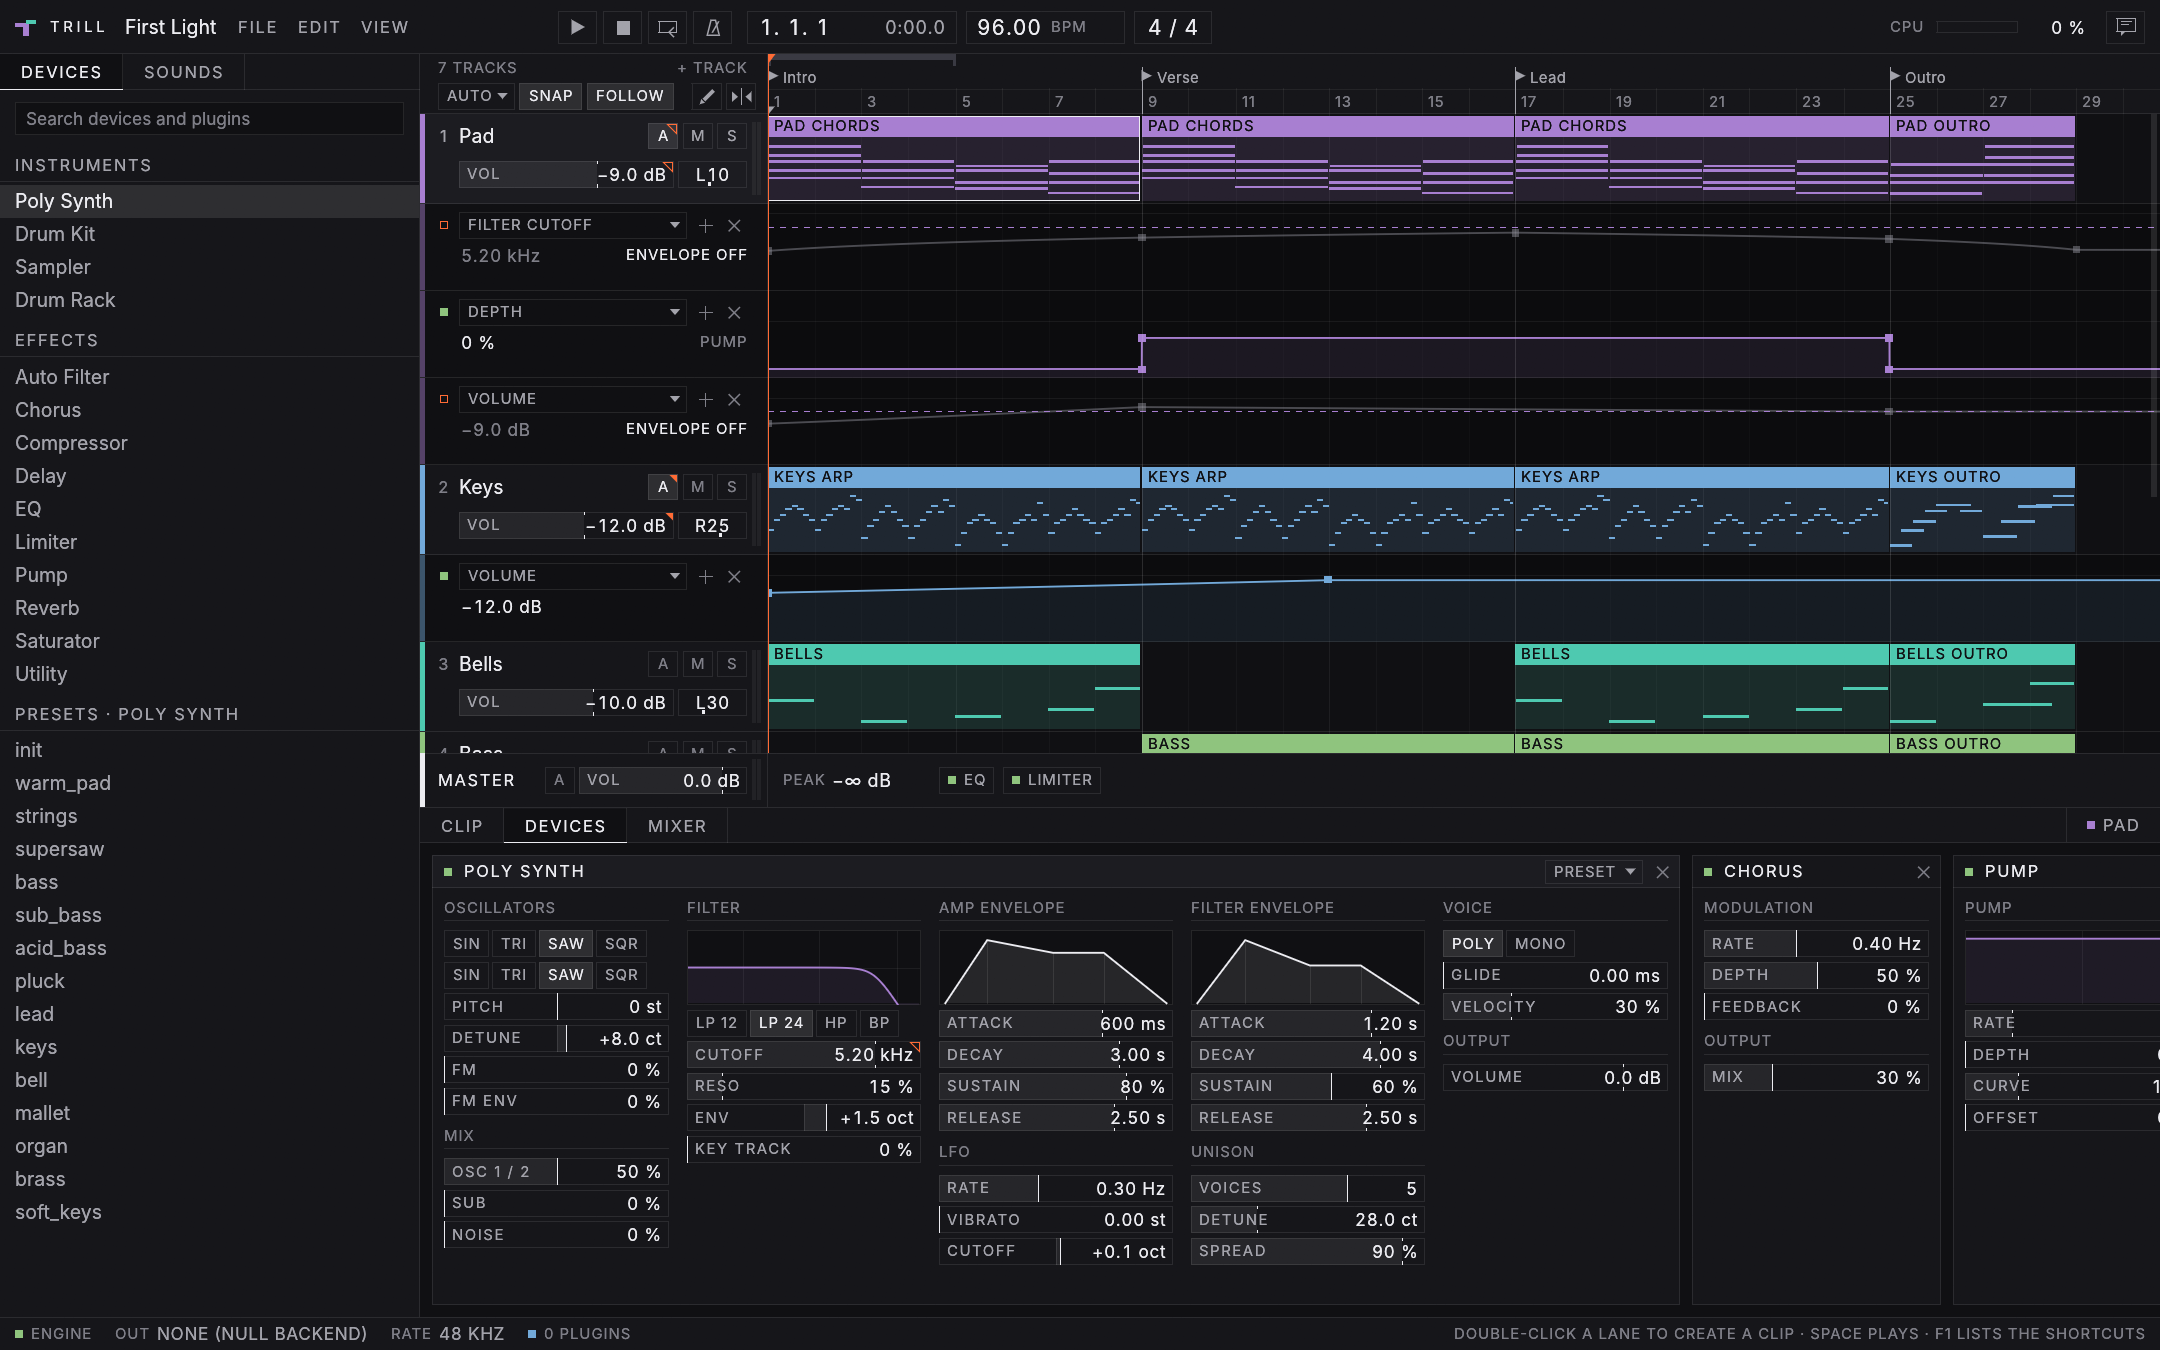 TRILL First Light FILE EDIT VIEW 1. 1. 1 0:00.0 96.00 BPM 4 / 4 CPU 0 %
DEVICES SOUNDS
Search devices and plugins
INSTRUMENTS
Poly Synth
Drum Kit
Sampler
Drum Rack
EFFECTS
Auto Filter
Chorus
Compressor
Delay
EQ
Limiter
Pump
Reverb
Saturator
Utility
PRESETS · POLY SYNTH
init
warm_pad
strings
supersaw
bass
sub_bass
acid_bass
pluck
lead
keys
bell
mallet
organ
brass
soft_keys
7 TRACKS + TRACK
AUTO SNAP FOLLOW
Intro Verse Lead Outro
1 3 5 7 9 11 13 15 17 19 21 23 25 27 29
1 Pad A M S
VOL −9.0 dB L10
PAD CHORDS PAD CHORDS PAD CHORDS PAD OUTRO
FILTER CUTOFF
5.20 kHz ENVELOPE OFF
DEPTH
0 % PUMP
VOLUME
−9.0 dB ENVELOPE OFF
2 Keys A M S
VOL −12.0 dB R25
KEYS ARP KEYS ARP KEYS ARP KEYS OUTRO
VOLUME
−12.0 dB
3 Bells A M S
VOL −10.0 dB L30
BELLS BELLS BELLS OUTRO
4 Bass A M S
BASS BASS BASS OUTRO
MASTER A VOL 0.0 dB PEAK −∞ dB EQ LIMITER
CLIP DEVICES MIXER PAD
POLY SYNTH PRESET
OSCILLATORS
SIN TRI SAW SQR
SIN TRI SAW SQR
PITCH 0 st
DETUNE +8.0 ct
FM 0 %
FM ENV 0 %
MIX
OSC 1 / 2 50 %
SUB 0 %
NOISE 0 %
FILTER
LP 12 LP 24 HP BP
CUTOFF 5.20 kHz
RESO 15 %
ENV +1.5 oct
KEY TRACK 0 %
AMP ENVELOPE
ATTACK 600 ms
DECAY 3.00 s
SUSTAIN 80 %
RELEASE 2.50 s
LFO
RATE 0.30 Hz
VIBRATO 0.00 st
CUTOFF +0.1 oct
FILTER ENVELOPE
ATTACK 1.20 s
DECAY 4.00 s
SUSTAIN 60 %
RELEASE 2.50 s
UNISON
VOICES 5
DETUNE 28.0 ct
SPREAD 90 %
VOICE
POLY MONO
GLIDE 0.00 ms
VELOCITY 30 %
OUTPUT
VOLUME 0.0 dB
CHORUS
MODULATION
RATE 0.40 Hz
DEPTH 50 %
FEEDBACK 0 %
OUTPUT
MIX 30 %
PUMP
PUMP
RATE
DEPTH
CURVE
OFFSET
ENGINE OUT NONE (NULL BACKEND) RATE 48 KHZ 0 PLUGINS DOUBLE-CLICK A LANE TO CREATE A CLIP · SPACE PLAYS · F1 LISTS THE SHORTCUTS